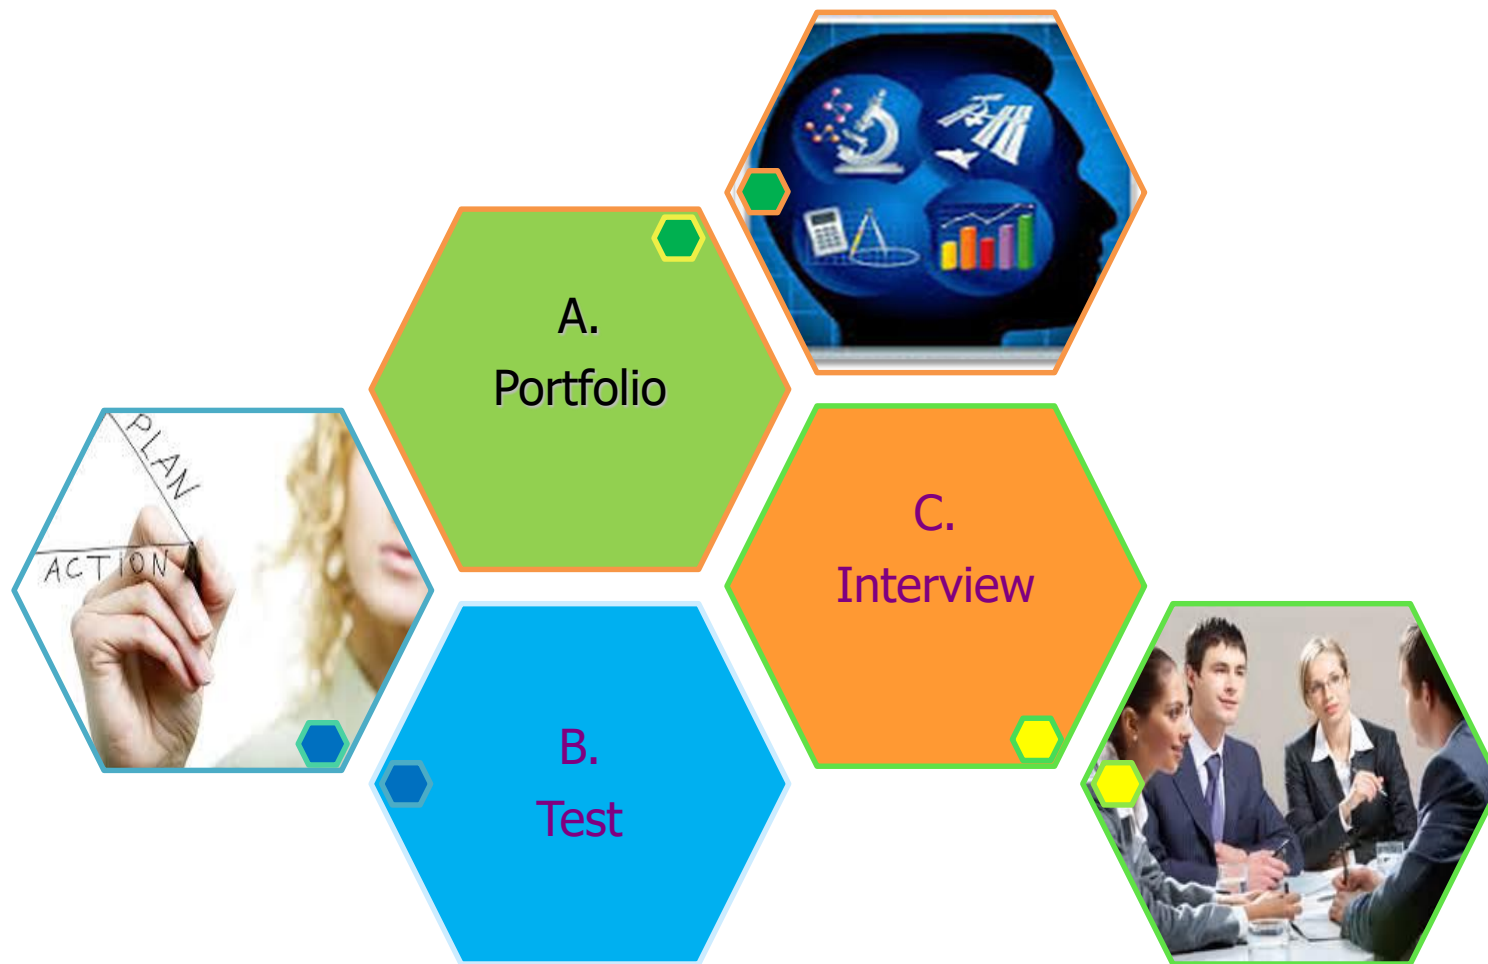 A.
Portfolio
PLAN
ACTION
C.
Interview
B.
Test